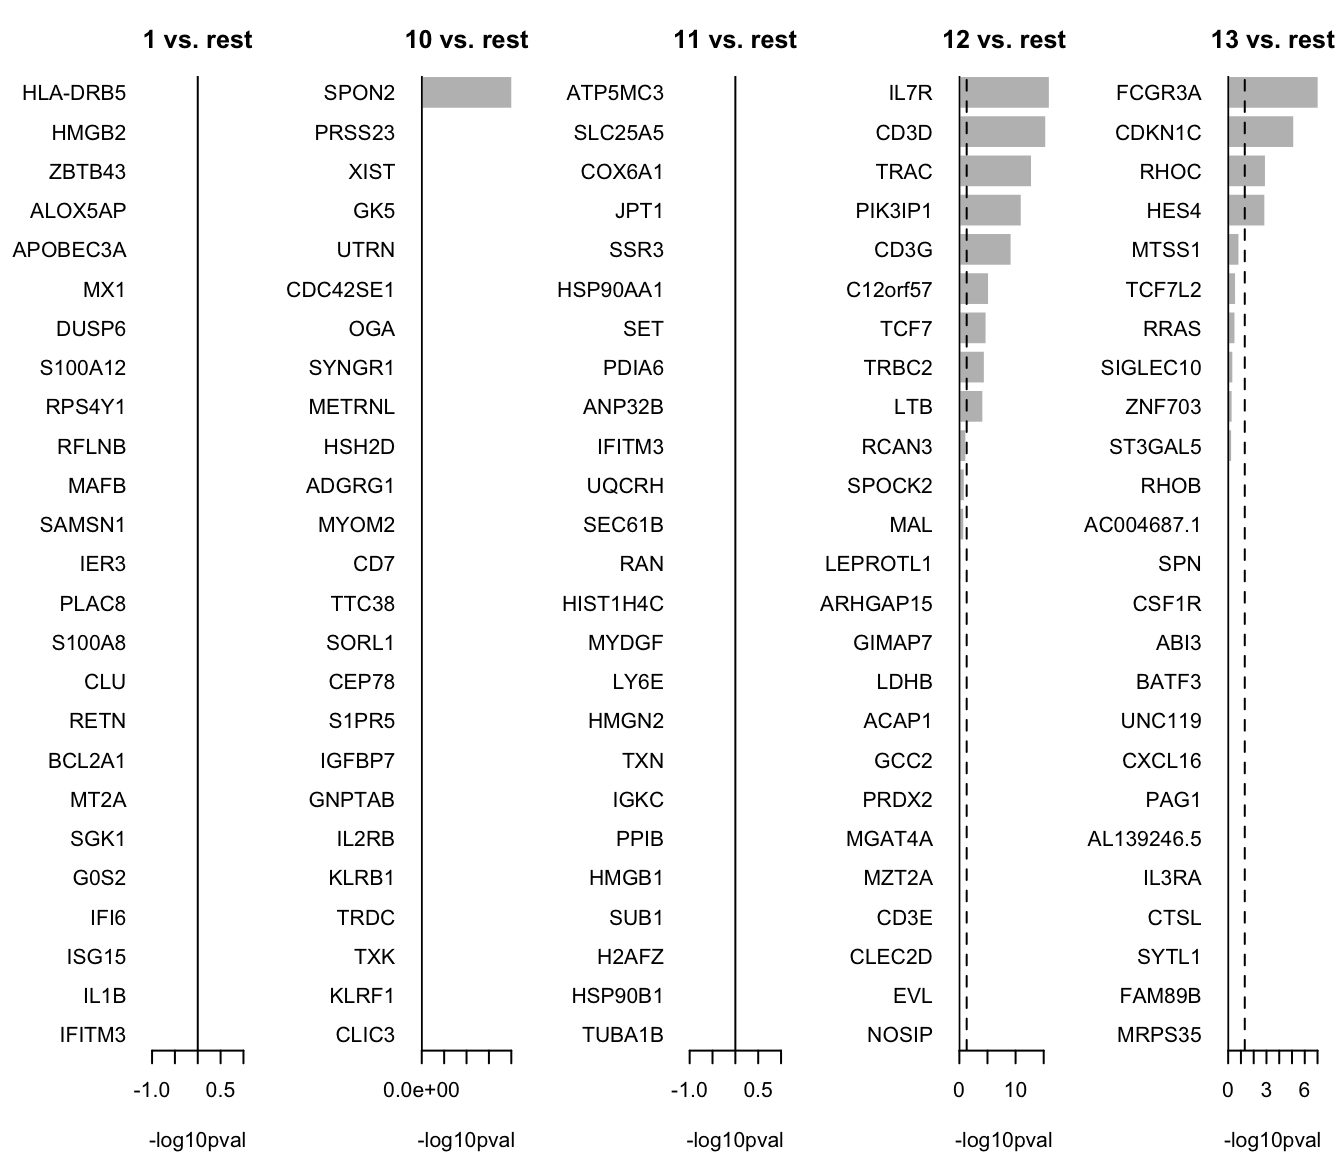 1 vs. rest 10 vs. rest 11 vs. rest 12 vs. rest 13 vs. rest
HLA-DRB5 SPON2 ATP5MC3 IL7R FCGR3A
HMGB2 PRSS23 SLC25A5 CD3D CDKN1C
ZBTB43 XIST COX6A1 TRAC RHOC
ALOX5AP GK5 JPT1 PIK3IP1 HES4
APOBEC3A UTRN SSR3 CD3G MTSS1
MX1 CDC42SE1 HSP90AA1 C12orf57 TCF7L2
DUSP6 OGA SET TCF7 RRAS
S100A12 SYNGR1 PDIA6 TRBC2 SIGLEC10
RPS4Y1 METRNL ANP32B LTB ZNF703
RFLNB HSH2D IFITM3 RCAN3 ST3GAL5
MAFB ADGRG1 UQCRH SPOCK2 RHOB
SAMSN1 MYOM2 SEC61B MAL AC004687.1
IER3 CD7 RAN LEPROTL1 SPN
PLAC8 TTC38 HIST1H4C ARHGAP15 CSF1R
S100A8 SORL1 MYDGF GIMAP7 ABI3
CLU CEP78 LY6E LDHB BATF3
RETN S1PR5 HMGN2 ACAP1 UNC119
BCL2A1 IGFBP7 TXN GCC2 CXCL16
MT2A GNPTAB IGKC PRDX2 PAG1
SGK1 IL2RB PPIB MGAT4A AL139246.5
G0S2 KLRB1 HMGB1 MZT2A IL3RA
IFI6 TRDC SUB1 CD3E CTSL
ISG15 TXK H2AFZ CLEC2D SYTL1
IL1B KLRF1 HSP90B1 EVL FAM89B
IFITM3 CLIC3 TUBA1B NOSIP MRPS35
-1.0 0.5 0.0e+00 -1.0 0.5 0 10 0 3 6
-log10pval -log10pval -log10pval -log10pval -log10pval